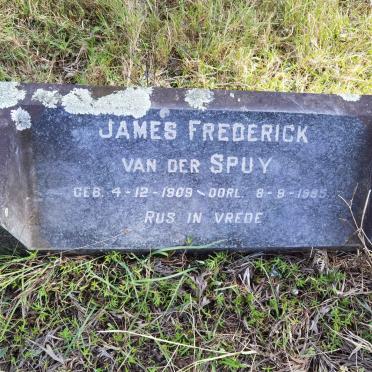 JAMES FREDERICK
VAN DER SPUY
GEB. 4-12-1909 OORL. 8-9-1985
RUS IN VREDE